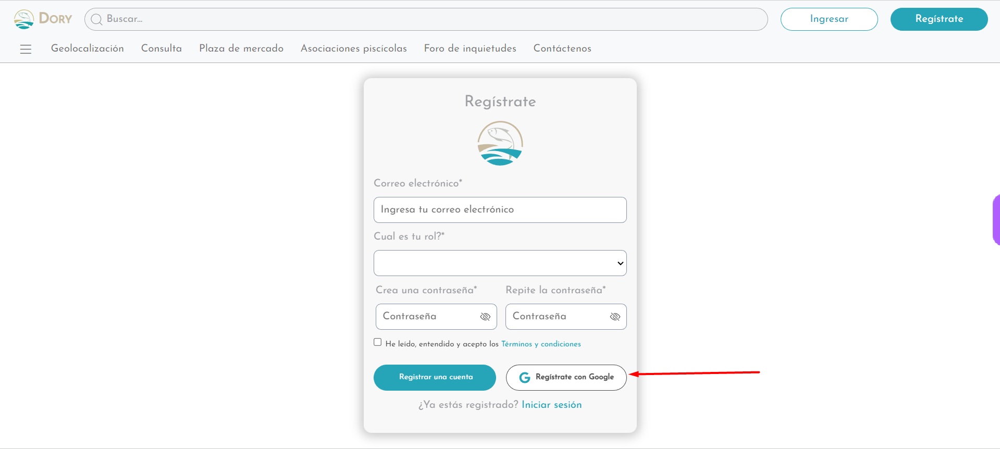 DORY
Buscar...
Ingresar
Regístrate
Geolocalización
Consulta
Plaza de mercado
Asociaciones piscícolas
Foro de inquietudes
Contáctenos
Regístrate
Correo electrónico*
Ingresa tu correo electrónico
Cual es tu rol?*
Crea una contraseña*
Repite la contraseña*
Contraseña
Contraseña
He leído, entendido y acepto los Términos y condiciones
Registrar una cuenta
Regístrate con Google
¿Ya estás registrado? Iniciar sesión